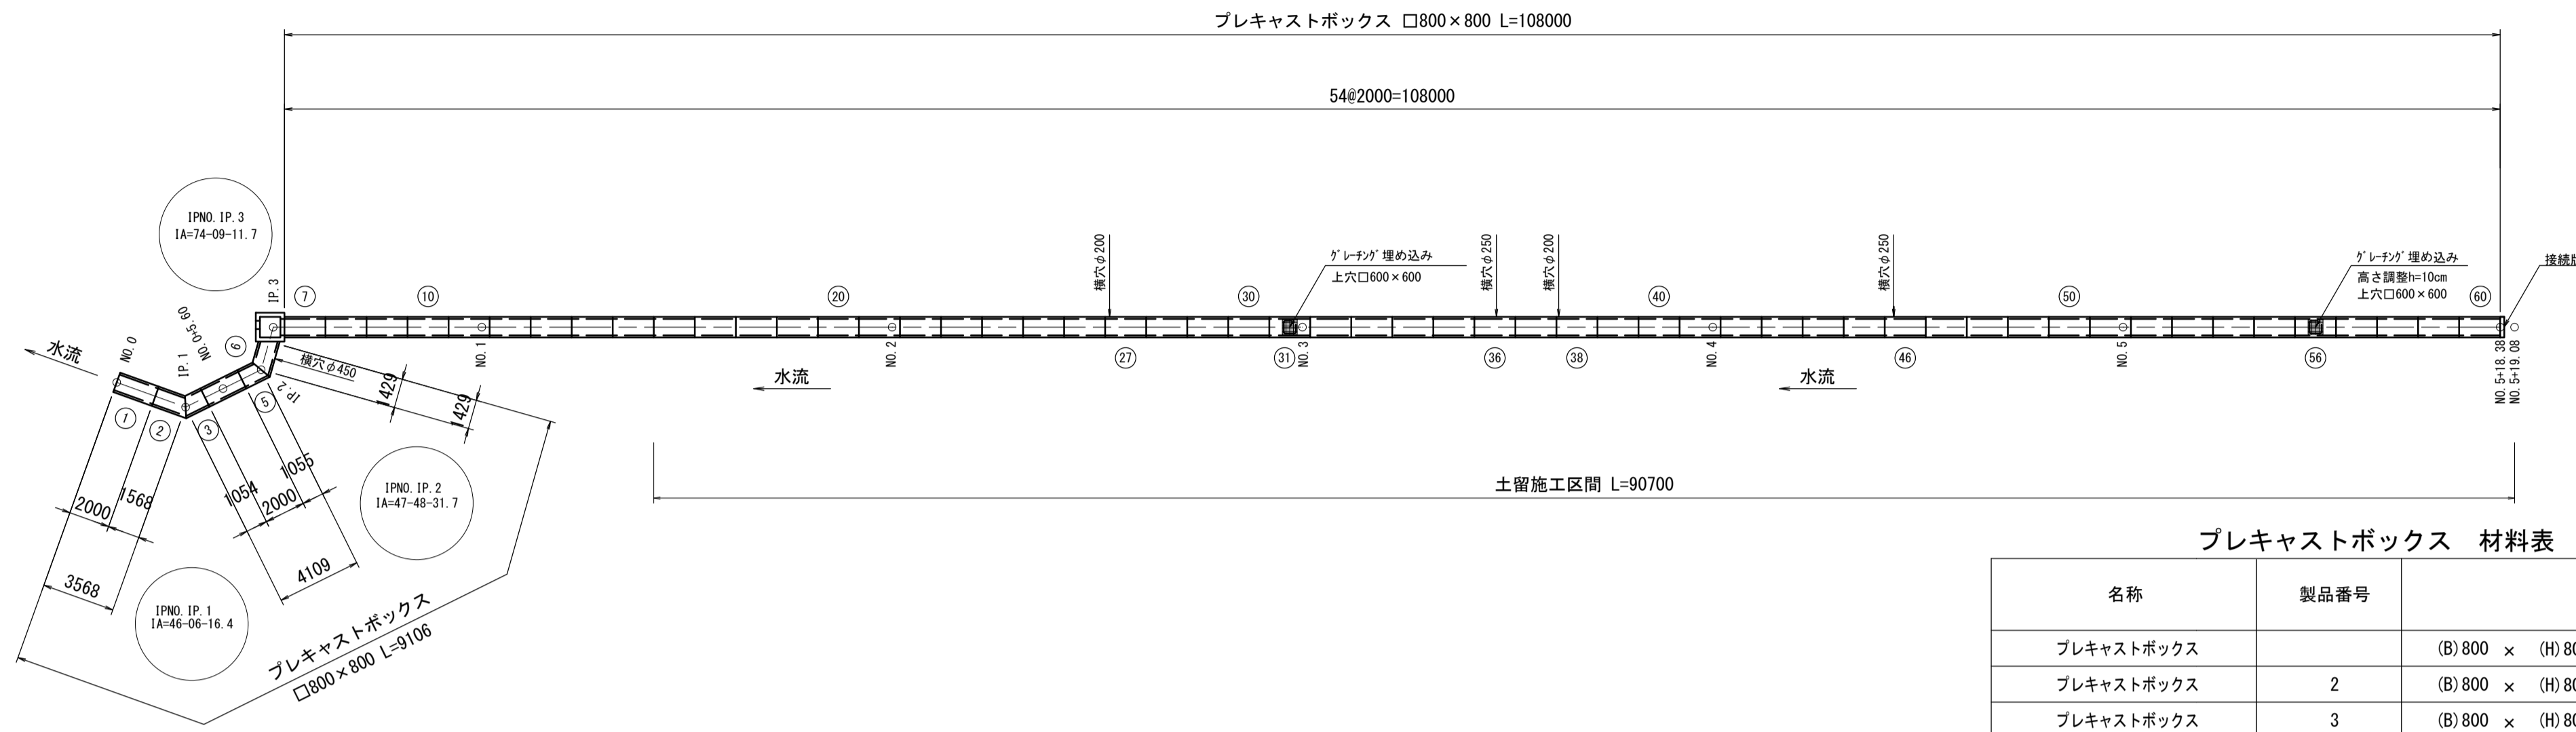 プレキャストボックス □800×800 L=108000
54@2000=108000
IPNO.IP.3
IA=74-09-11.7
IP.3
⑦
⑩
⑳
横穴φ200
㉚
グレーチング埋め込み
上穴□600×600
横穴φ250
横穴φ200
㊵
横穴φ250
㊿
グレーチング埋め込み
高さ調整h=10cm
上穴□600×600
60
接続
水流
NO.0
IP.1
NO.0+5.60
⑥
横穴φ450
IP.2
NO.1
NO.2
㉗
㉛
NO.3
㊱
㊳
NO.4
㊻
NO.5
56
NO.5+18.38
NO.5+19.08
水流
水流
①
②
③
⑤
1429
1429
2000
1568
3568
1054
2000
1055
4109
IPNO.IP.2
IA=47-48-31.7
IPNO.IP.1
IA=46-06-16.4
プレキャストボックス
□800×800 L=9106
土留施工区間 L=90700
プレキャストボックス 材料表
名称 製品番号
プレキャストボックス (B)800 × (H)80
プレキャストボックス 2 (B)800 × (H)80
プレキャストボックス 3 (B)800 × (H)80